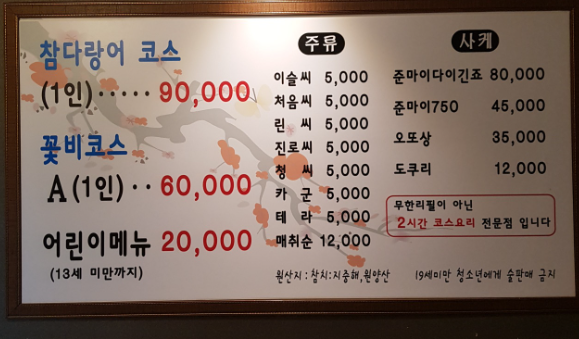 참다랑어 코스
(1인)····· 90,000
꽃비코스
A(1인)·· 60,000
어린이메뉴 20,000
(13세 미만까지)
주류
이슬씨 5,000
처음씨 5,000
린 씨 5,000
진로씨 5,000
청 씨 5,000
카 군 5,000
테 라 5,000
매취순 12,000
원산지 : 참치:지중해,원양산
사케
준마이다이긴죠 80,000
준마이750 45,000
오또상 35,000
도쿠리 12,000
무한리필이 아닌
2시간 코스요리 전문점 입니다
19세미만 청소년에게 술판매 금지